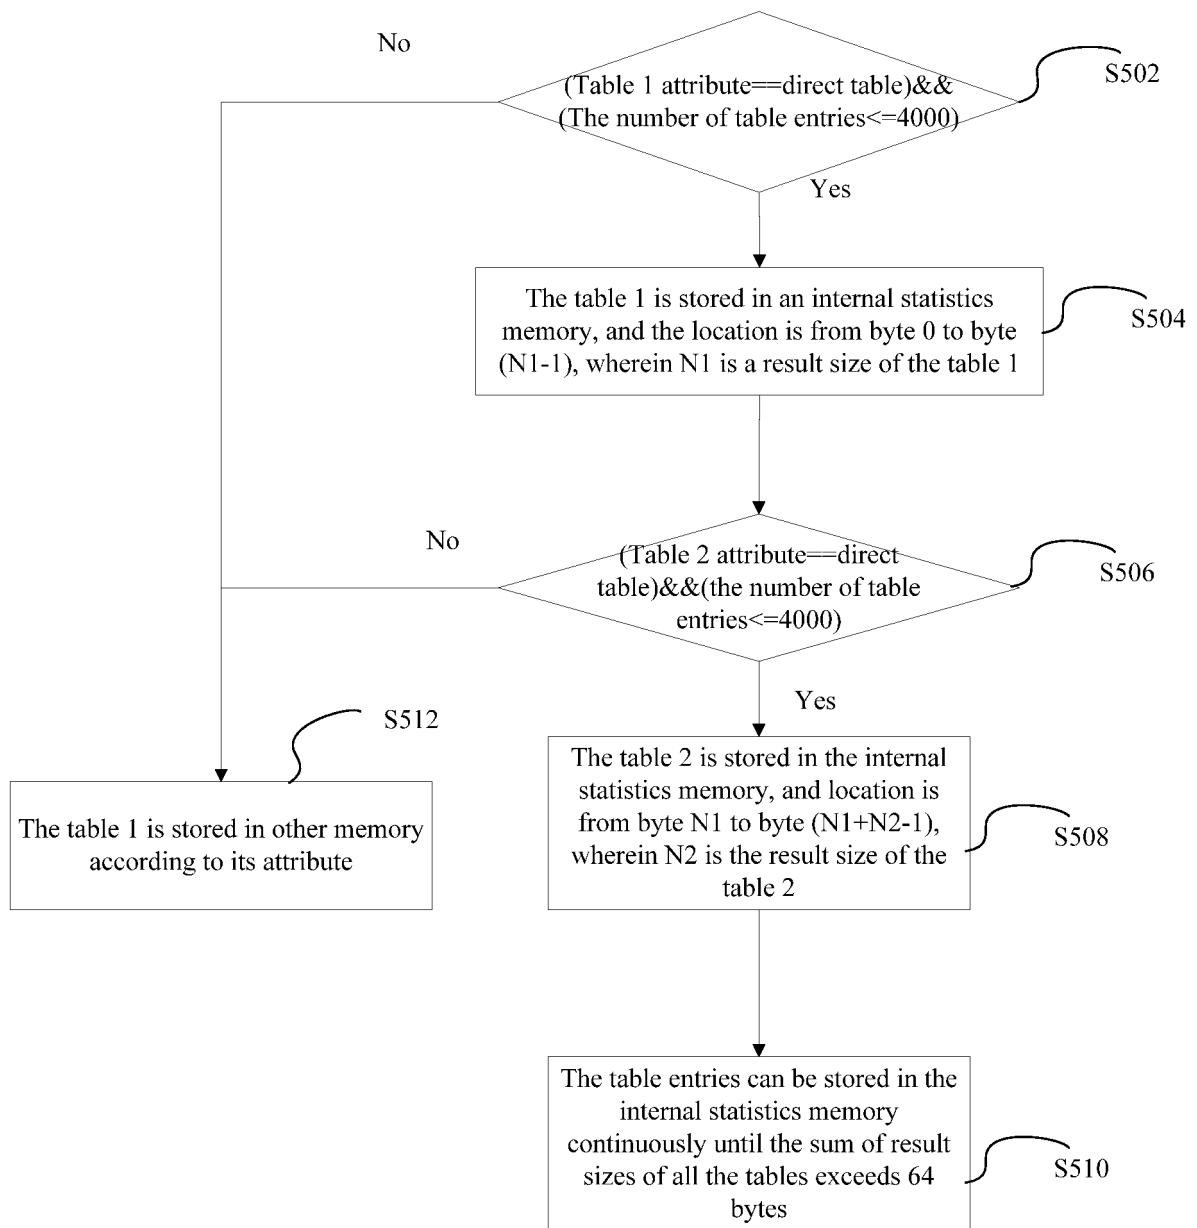 No
(Table 1 attribute==direct table)&&
(The number of table entries<=4000)
S502
Yes
The table 1 is stored in an internal statistics
memory, and the location is from byte 0 to byte
(N1-1), wherein N1 is a result size of the table 1
S504
No
(Table 2 attribute==direct
table)&&(the number of table
entries<=4000)
S506
Yes
S512
The table 1 is stored in other memory
according to its attribute
The table 2 is stored in the internal
statistics memory, and location is
from byte N1 to byte (N1+N2-1),
wherein N2 is the result size of the
table 2
S508
The table entries can be stored in the
internal statistics memory
continuously until the sum of result
sizes of all the tables exceeds 64
bytes
S510